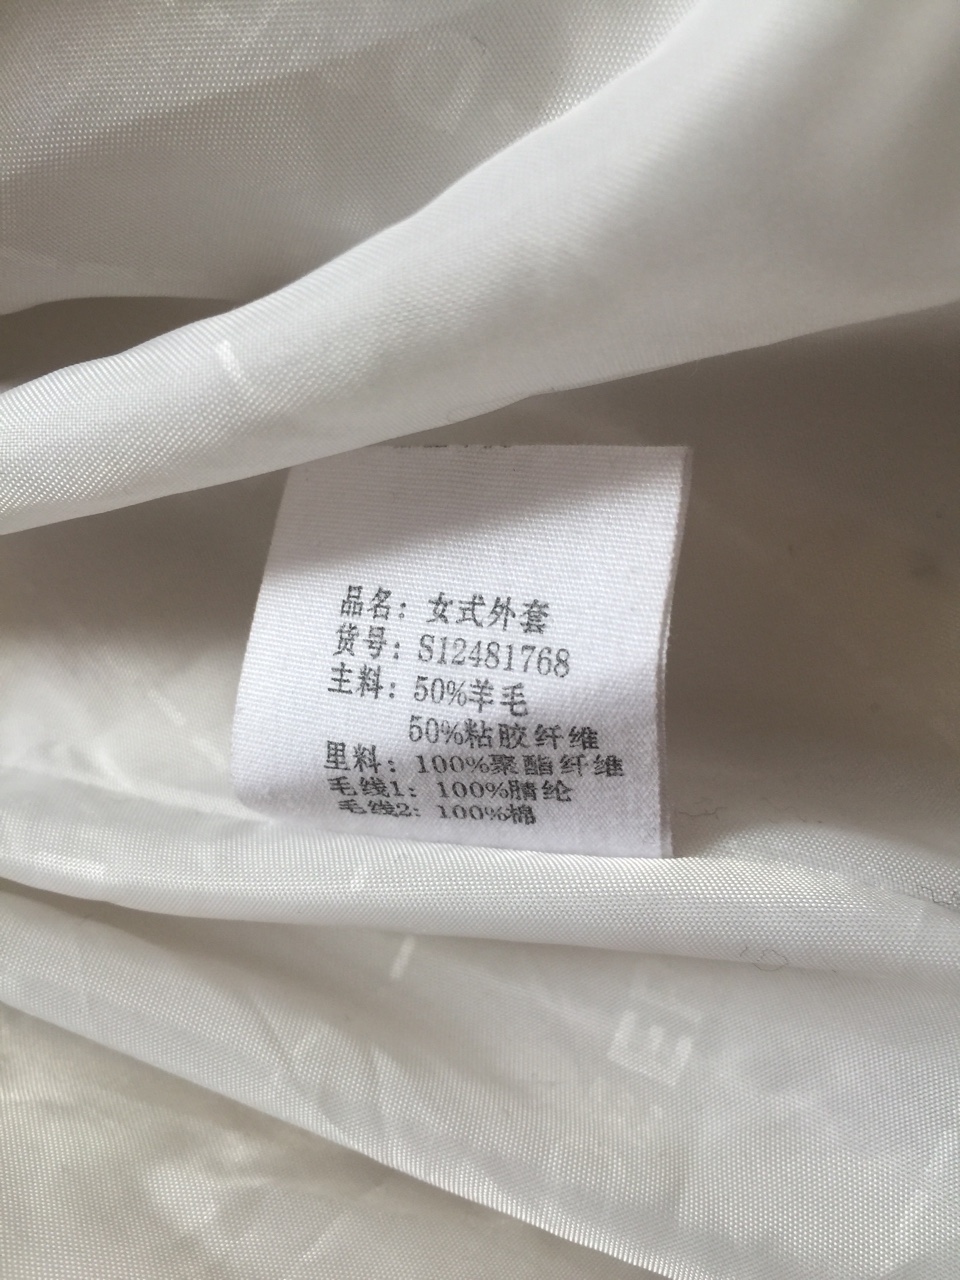 品名：女式外套
货号：S12481768
主料：50%羊毛
50%粘胶纤维
里料：100%聚酯纤维
毛线1：100%腈纶
毛线2：100%棉